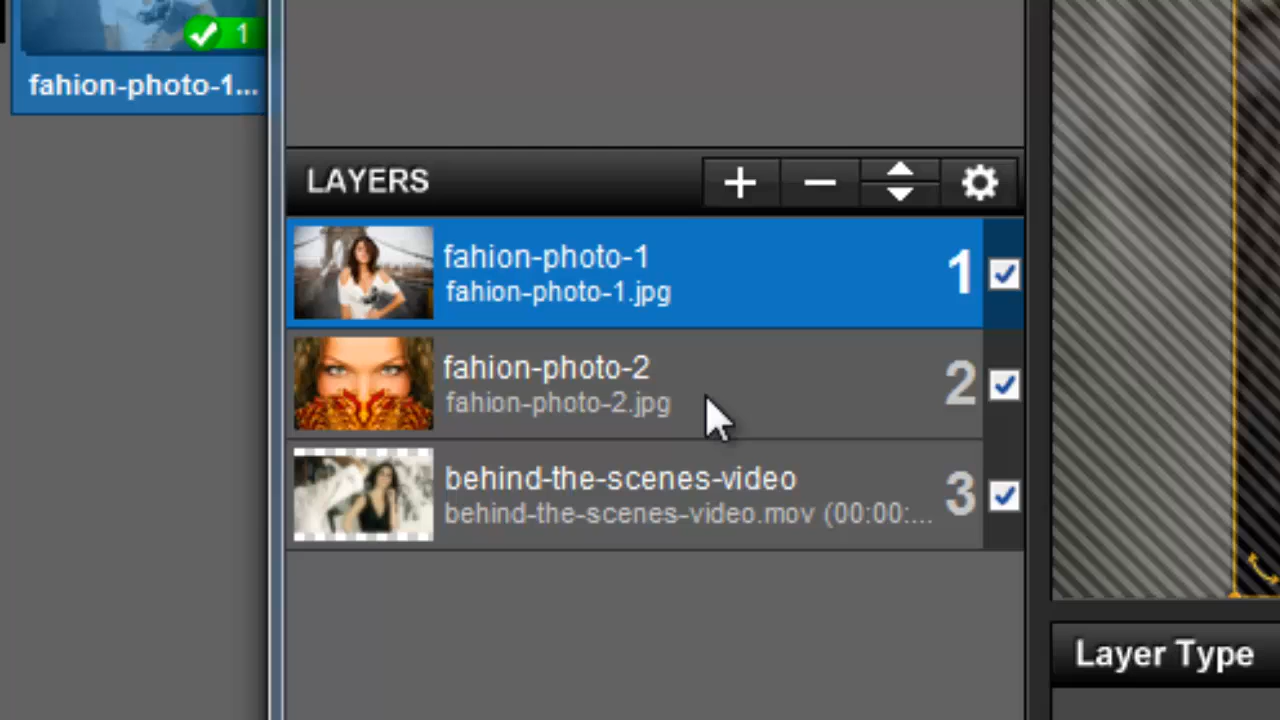 1
fahion-photo-1...
LAYERS
fahion-photo-1
fahion-photo-1.jpg
1
fahion-photo-2
fahion-photo-2.jpg
2
behind-the-scenes-video
behind-the-scenes-video.mov (00:00:...
3
Layer Type